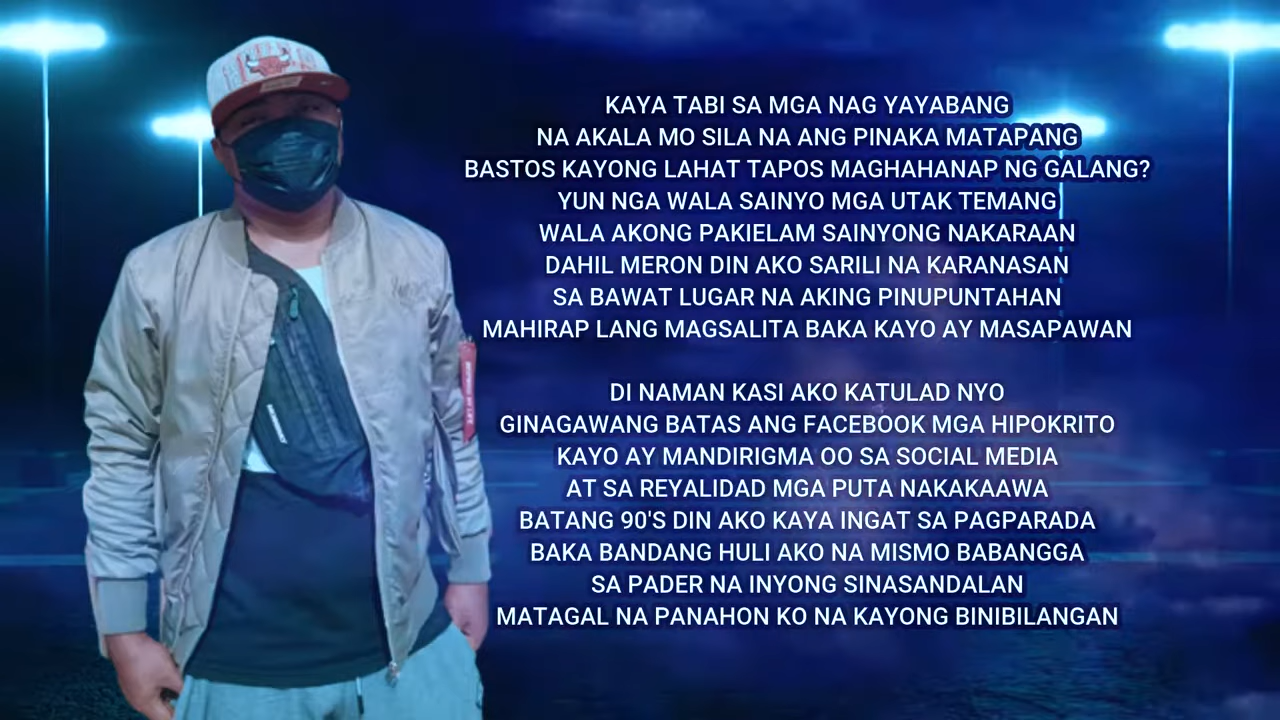 KAYA TABI SA MGA NAG YAYABANG
NA AKALA MO SILA NA ANG PINAKA MATAPANG
BASTOS KAYONG LAHAT TAPOS MAGHAHANAP NG GALANG?
YUN NGA WALA SAINYO MGA UTAK TEMANG
WALA AKONG PAKIELAM SAINYONG NAKARAAN
DAHIL MERON DIN AKO SARILI NA KARANASAN
SA BAWAT LUGAR NA AKING PINUPUNTAHAN
MAHIRAP LANG MAGSALITA BAKA KAYO AY MASAPAWAN
DI NAMAN KASI AKO KATULAD NYO
GINAGAWANG BATAS ANG FACEBOOK MGA HIPOKRITO
KAYO AY MANDIRIGMA OO SA SOCIAL MEDIA
AT SA REYALIDAD MGA PUTA NAKAKAAWA
BATANG 90'S DIN AKO KAYA INGAT SA PAGPARADA
BAKA BANDANG HULI AKO NA MISMO BABANGGA
SA PADER NA INYONG SINASANDALAN
MATAGAL NA PANAHON KO NA KAYONG BINIBILANGAN